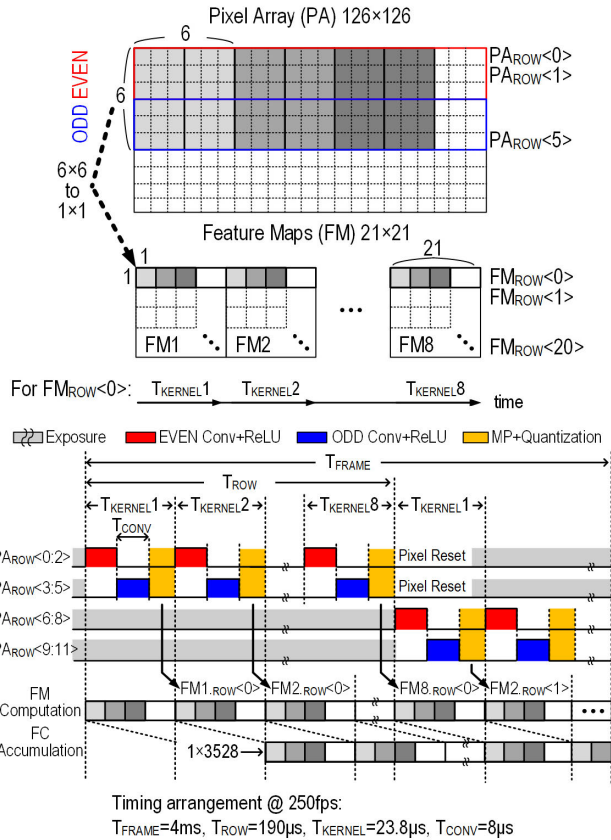 Pixel Array (PA) 126×126
6
PAROW<0>
PAROW<1>
ODD EVEN
6
PAROW<5>
6×6
to
1×1
Feature Maps (FM) 21×21
1
21
1
FMROW<0>
FMROW<1>
FM1
FM2
...
FM8
FMROW<20>
For FMROW<0>:
TKERNEL1
TKERNEL2
TKERNEL8
time
Exposure
EVEN Conv+ReLU
ODD Conv+ReLU
MP+Quantization
TFRAME
TROW
TKERNEL1
TKERNEL2
TKERNEL8
TKERNEL1
TCONV
PAROW<0:2>
Pixel Reset
PAROW<3:5>
Pixel Reset
PAROW<6:8>
PAROW<9:11>
FM1.ROW<0>
FM2.ROW<0>
FM8.ROW<0>
FM2.ROW<1>
FM
Computation
...
FC
Accumulation
1×3528
Timing arrangement @ 250fps:
TFRAME=4ms, TROW=190µs, TKERNEL=23.8µs, TCONV=8µs